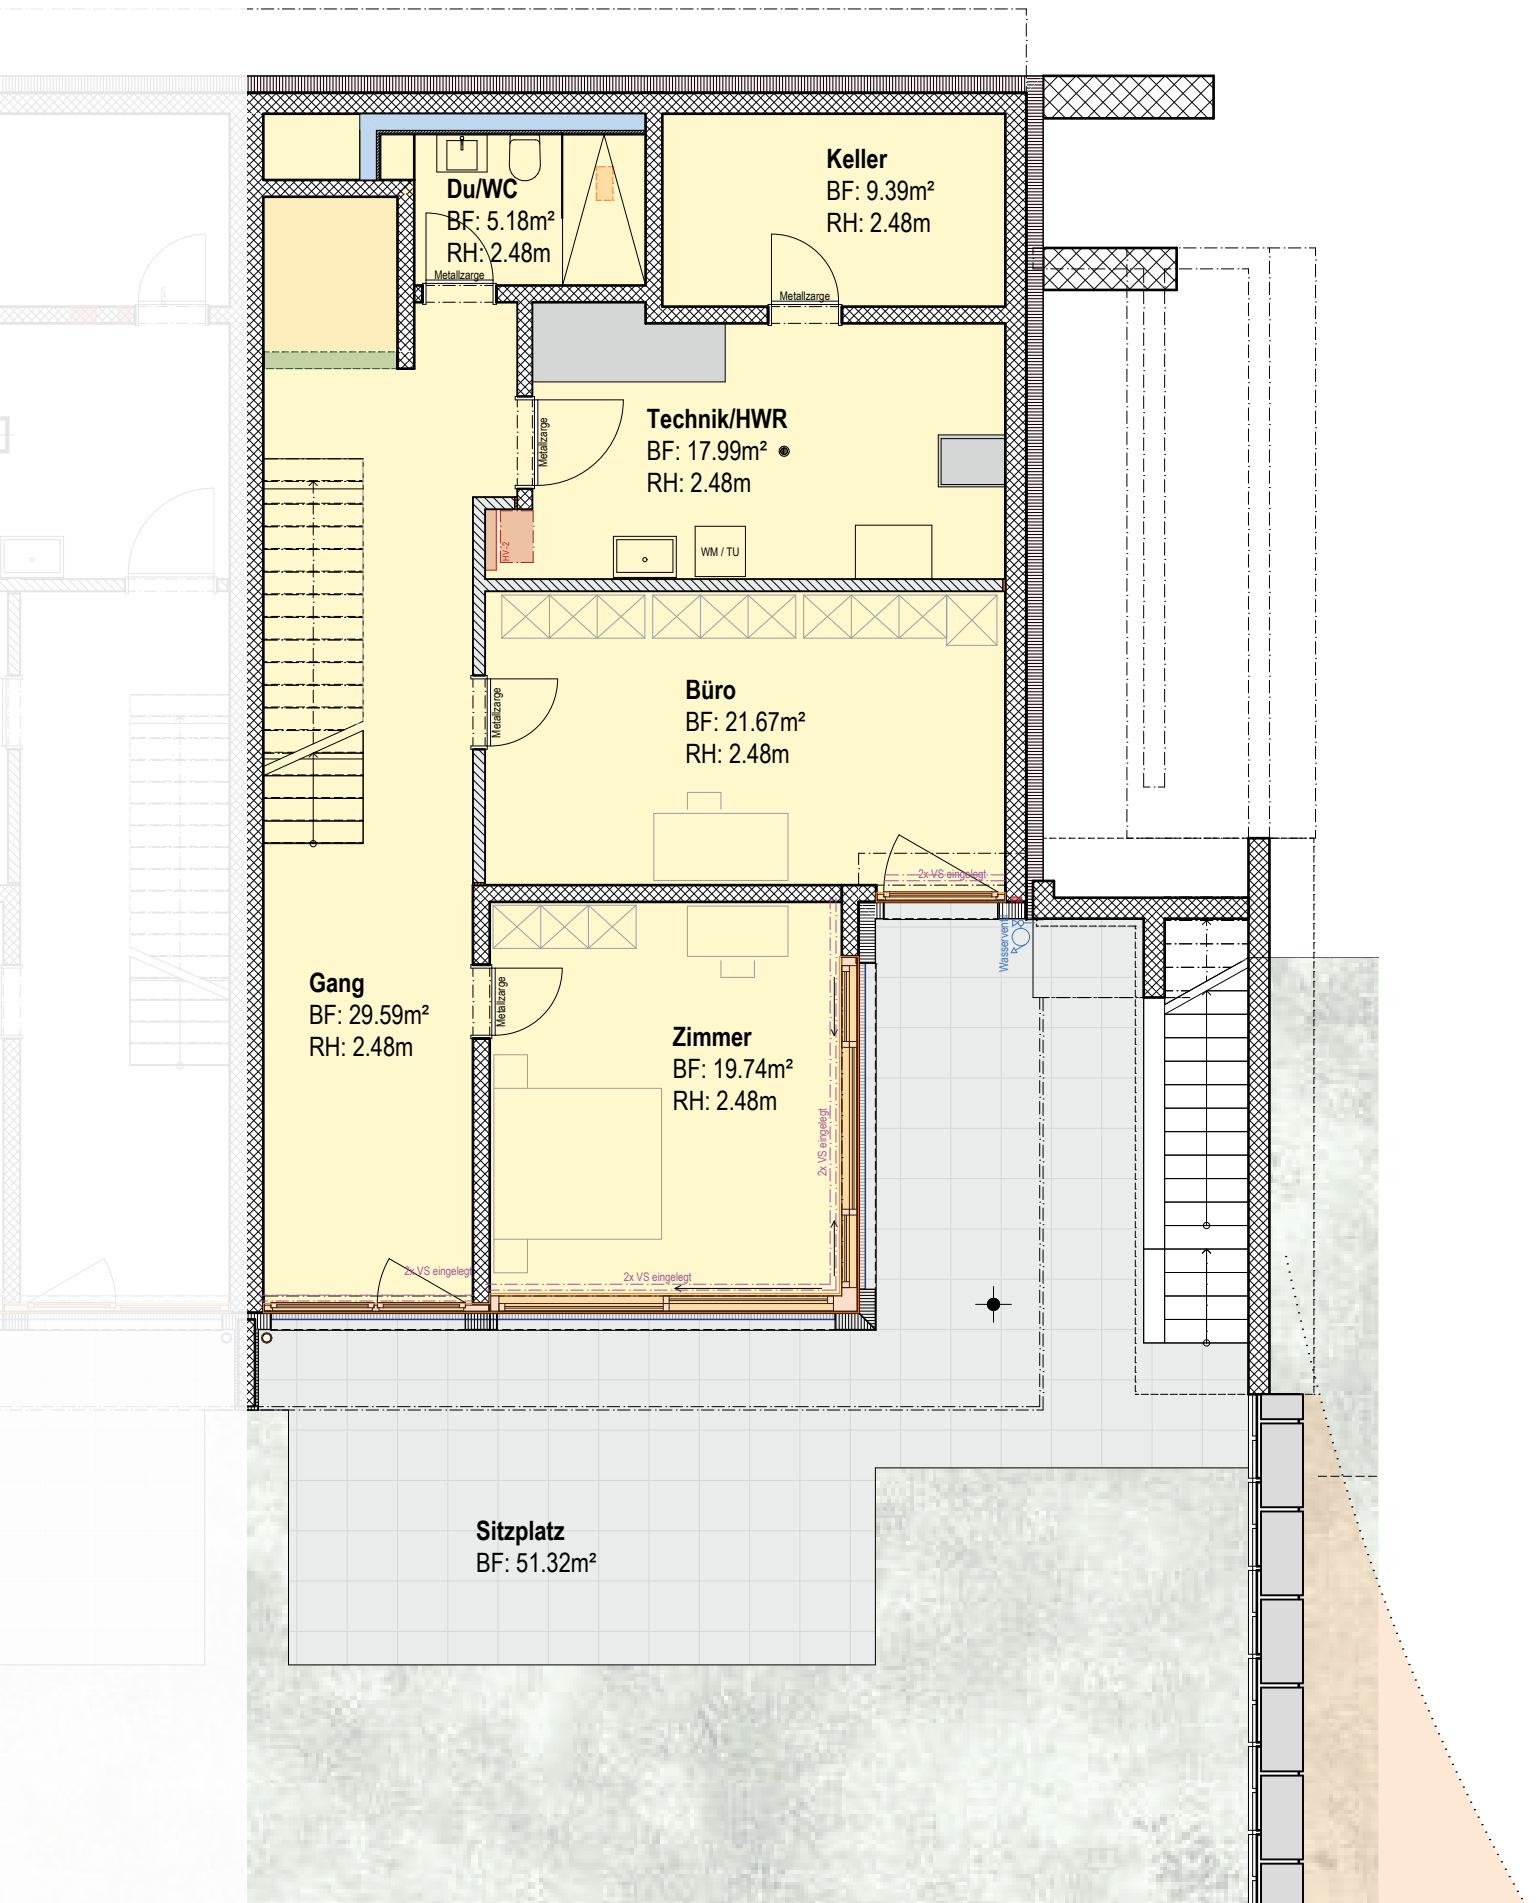 Keller
BF: 9.39m²
RH: 2.48m
Du/WC
BF: 5.18m²
RH: 2.48m
Metallzarge
Metallzarge
Technik/HWR
BF: 17.99m²
RH: 2.48m
Metallzarge
HV-2
WM / TU
Büro
BF: 21.67m²
RH: 2.48m
Metallzarge
2x VS eingelegt
Wasserventil
Gang
BF: 29.59m²
RH: 2.48m
Metallzarge
Zimmer
BF: 19.74m²
RH: 2.48m
2x VS eingelegt
2x VS eingelegt
2x VS eingelegt
Sitzplatz
BF: 51.32m²